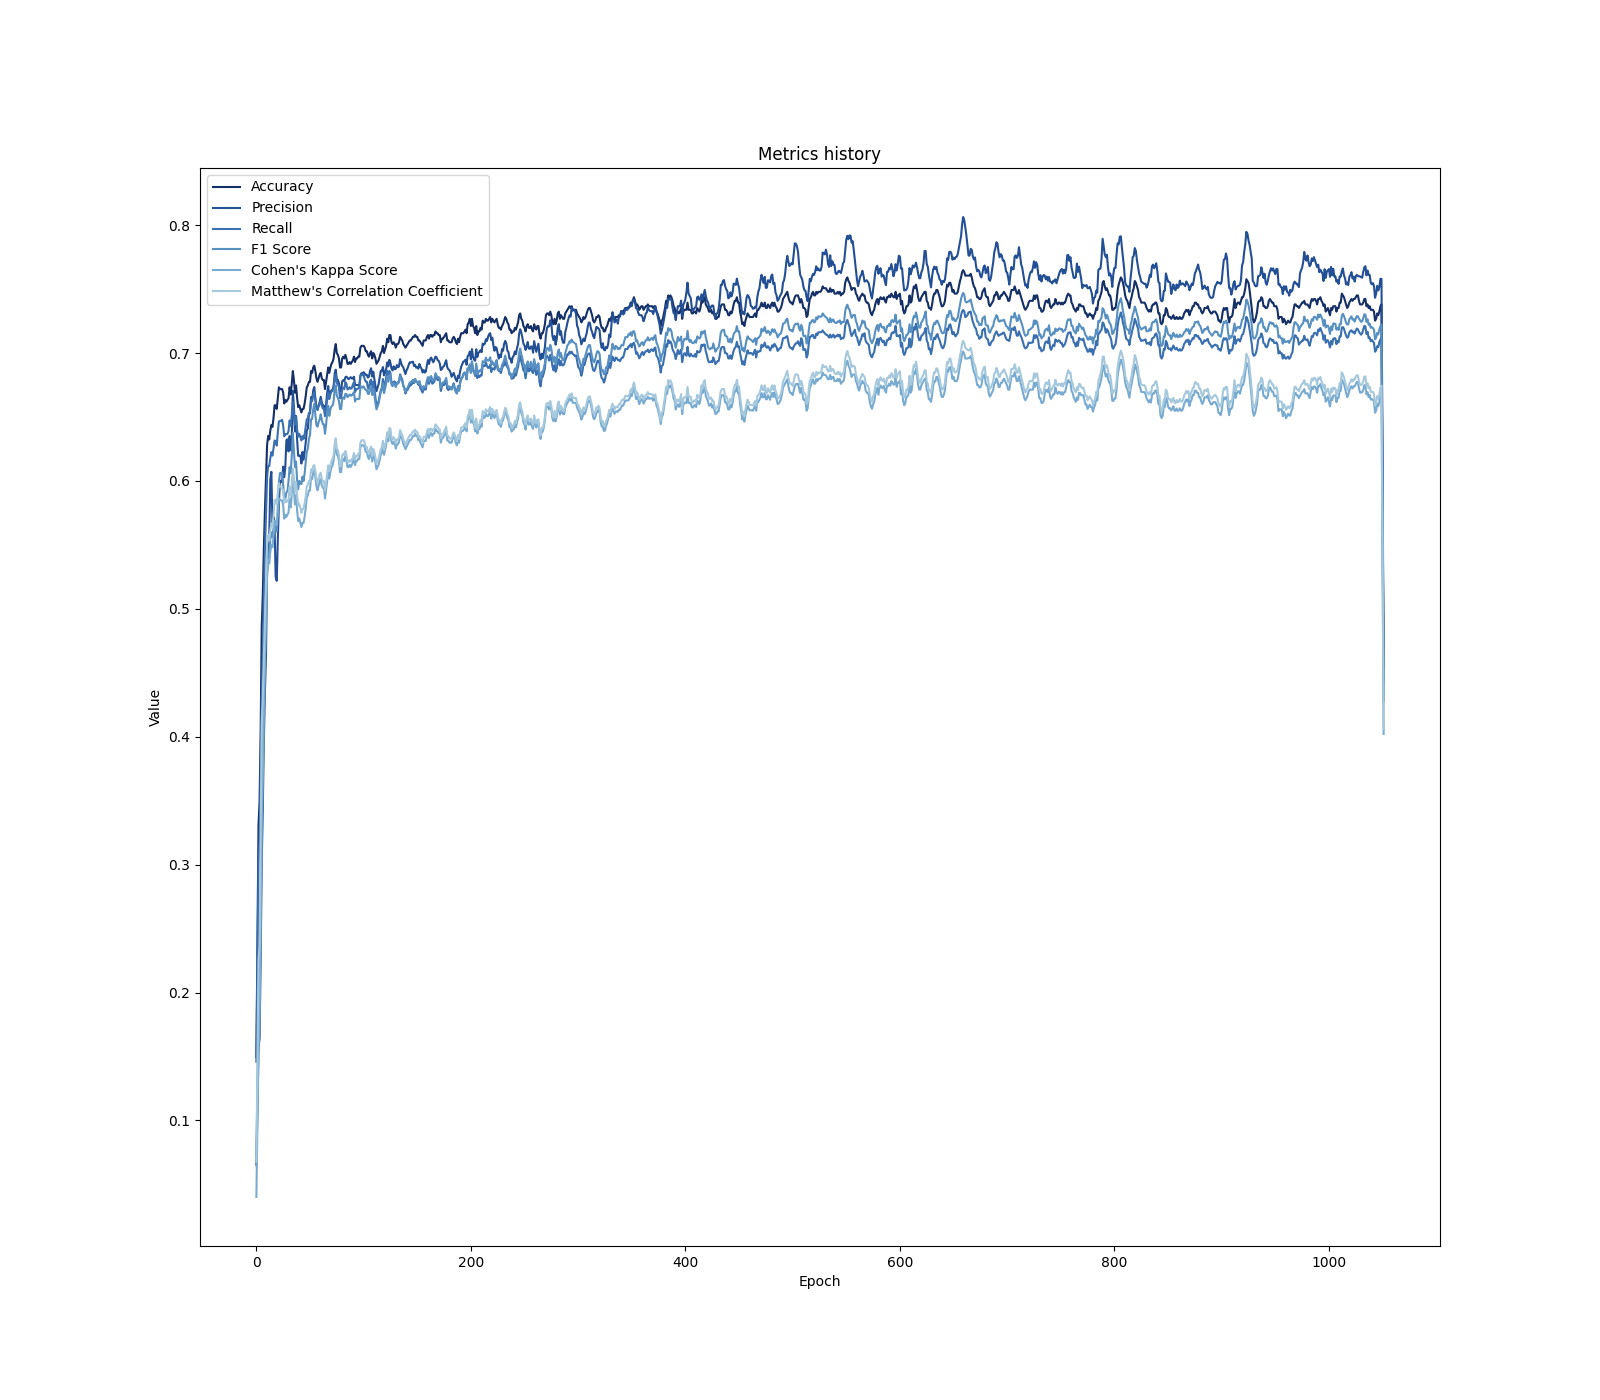 Metrics history
Accuracy
Precision
Recall
F1 Score
Cohen's Kappa Score
Matthew's Correlation Coefficient
0.8
0.7
0.6
0.5
0.4
0.3
0.2
0.1
Value
0 200 400 600 800 1000
Epoch